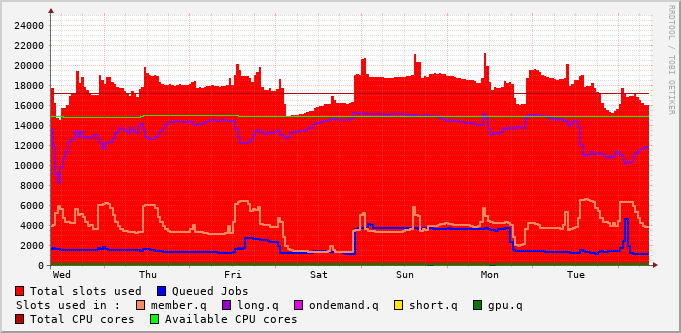 RRDTOOL / TOBI OETIKER
24000
22000
20000
18000
16000
14000
12000
10000
8000
6000
4000
2000
0
Wed Thu Fri Sat Sun Mon Tue
Total slots used Queued Jobs
Slots used in : member.q long.q ondemand.q short.q gpu.q
Total CPU cores Available CPU cores